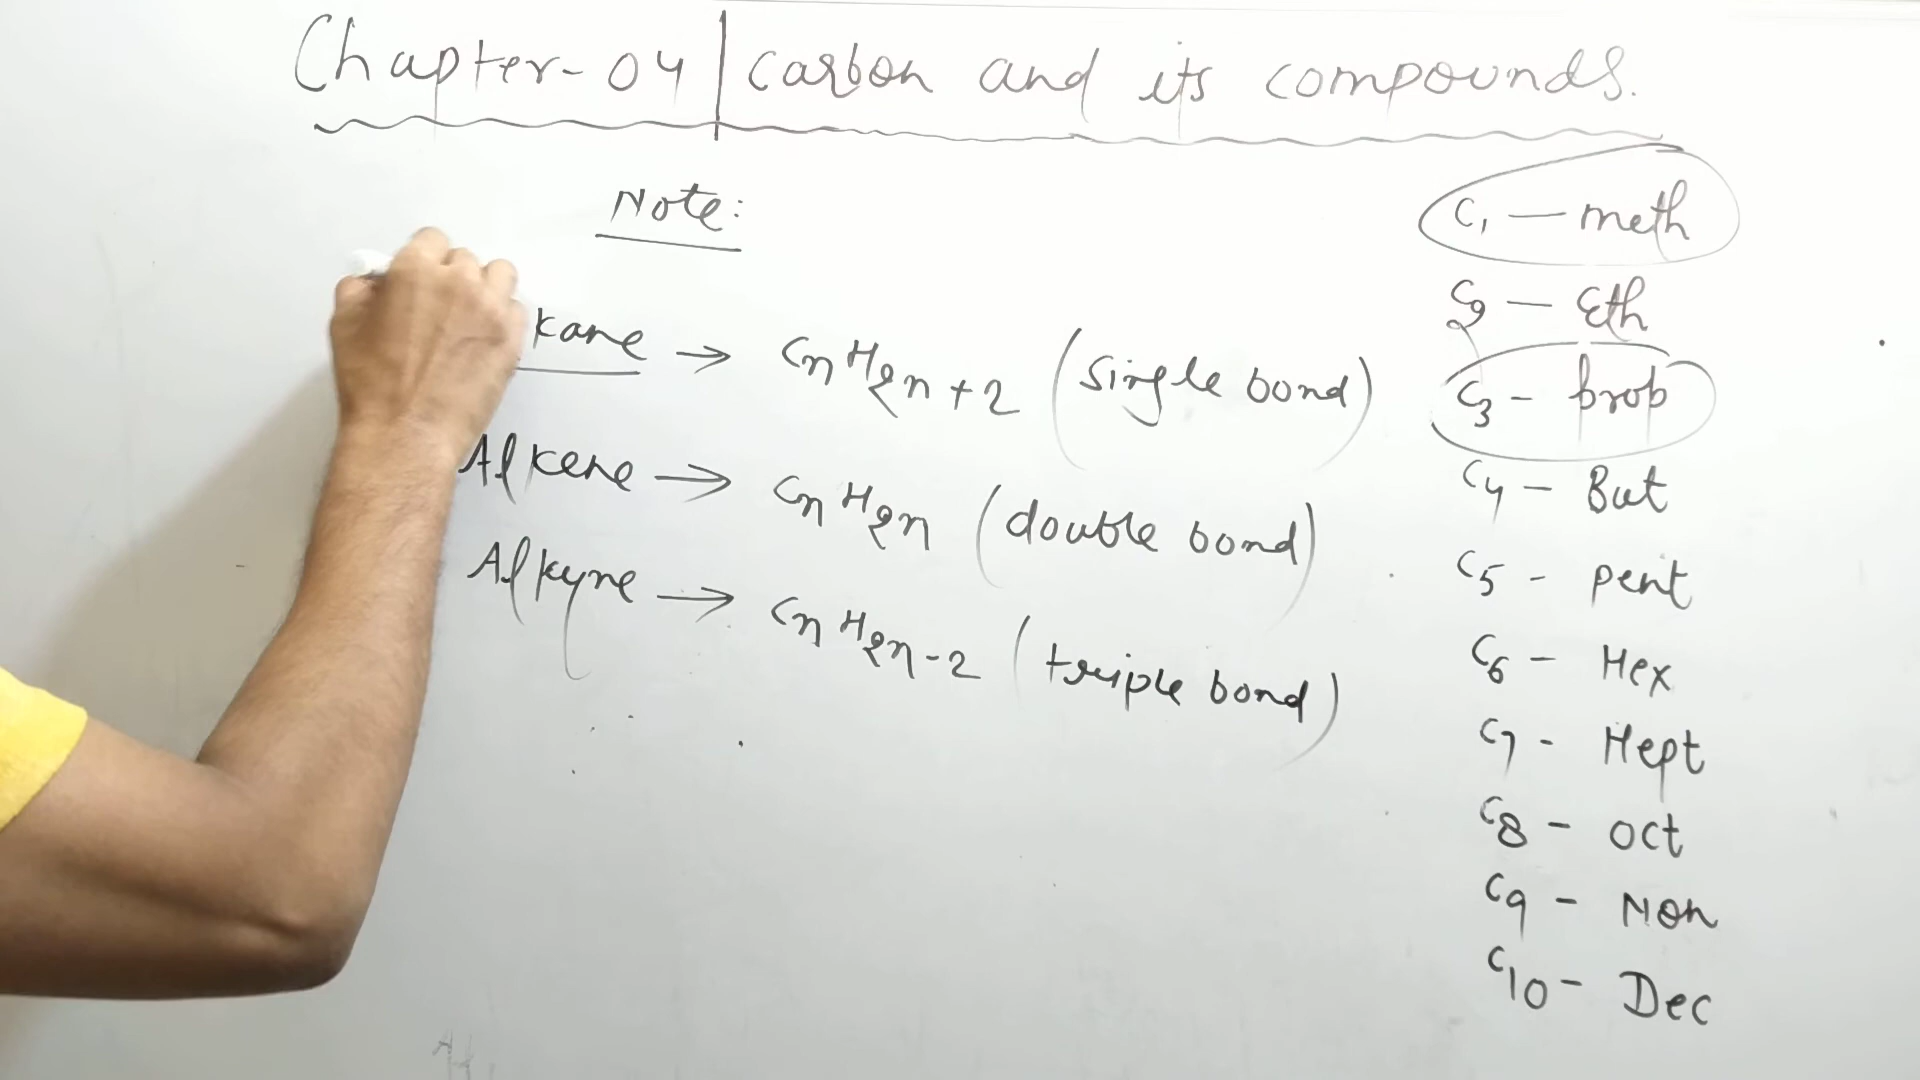 Chapter-04 | carbon and its compounds.
Note:
kane → CnH2n+2 (single bond)
Alkene → CnH2n (double bond)
Alkyne → CnH2n-2 (triple bond)
C1 — meth
C2 — Eth
C3 - prop
C4 - But
C5 - pent
C6 - Hex
C7 - Hept
C8 - oct
C9 - Non
C10 - Dec